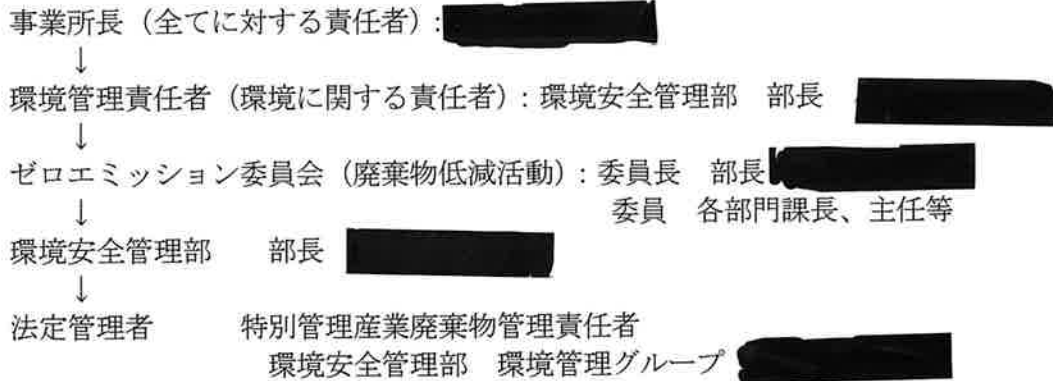 事業所長（全てに対する責任者）：
↓
環境管理責任者（環境に関する責任者）：環境安全管理部　部長
↓
ゼロエミッション委員会（廃棄物低減活動）：委員長　部長
↓　　　　　　　　　　　　　　　　　　　　委員　各部門課長、主任等
環境安全管理部　　部長
↓
法定管理者　　　　特別管理産業廃棄物管理責任者
環境安全管理部　環境管理グループ